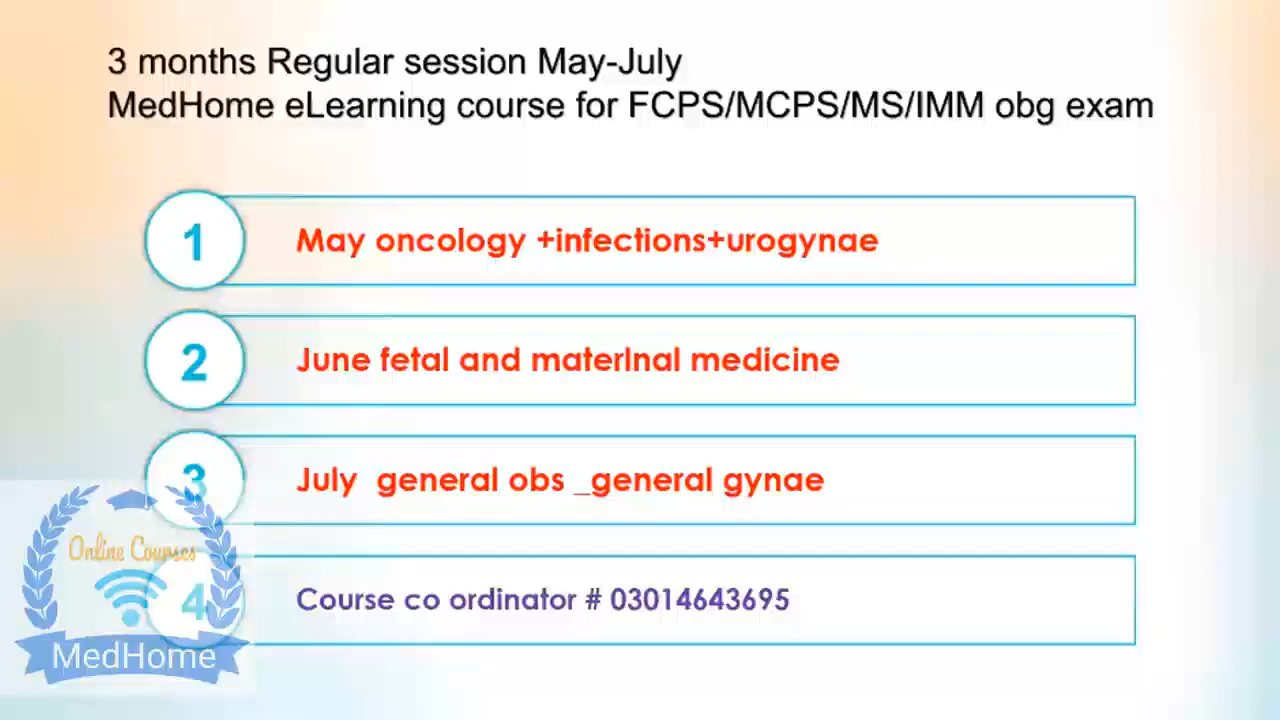 3 months Regular session May-July
MedHome eLearning course for FCPS/MCPS/MS/IMM obg exam
1
May oncology +infections+urogynae
2
June fetal and materlnal medicine
3
July general obs _general gynae
4
Course co ordinator # 03014643695
Online Courses
MedHome